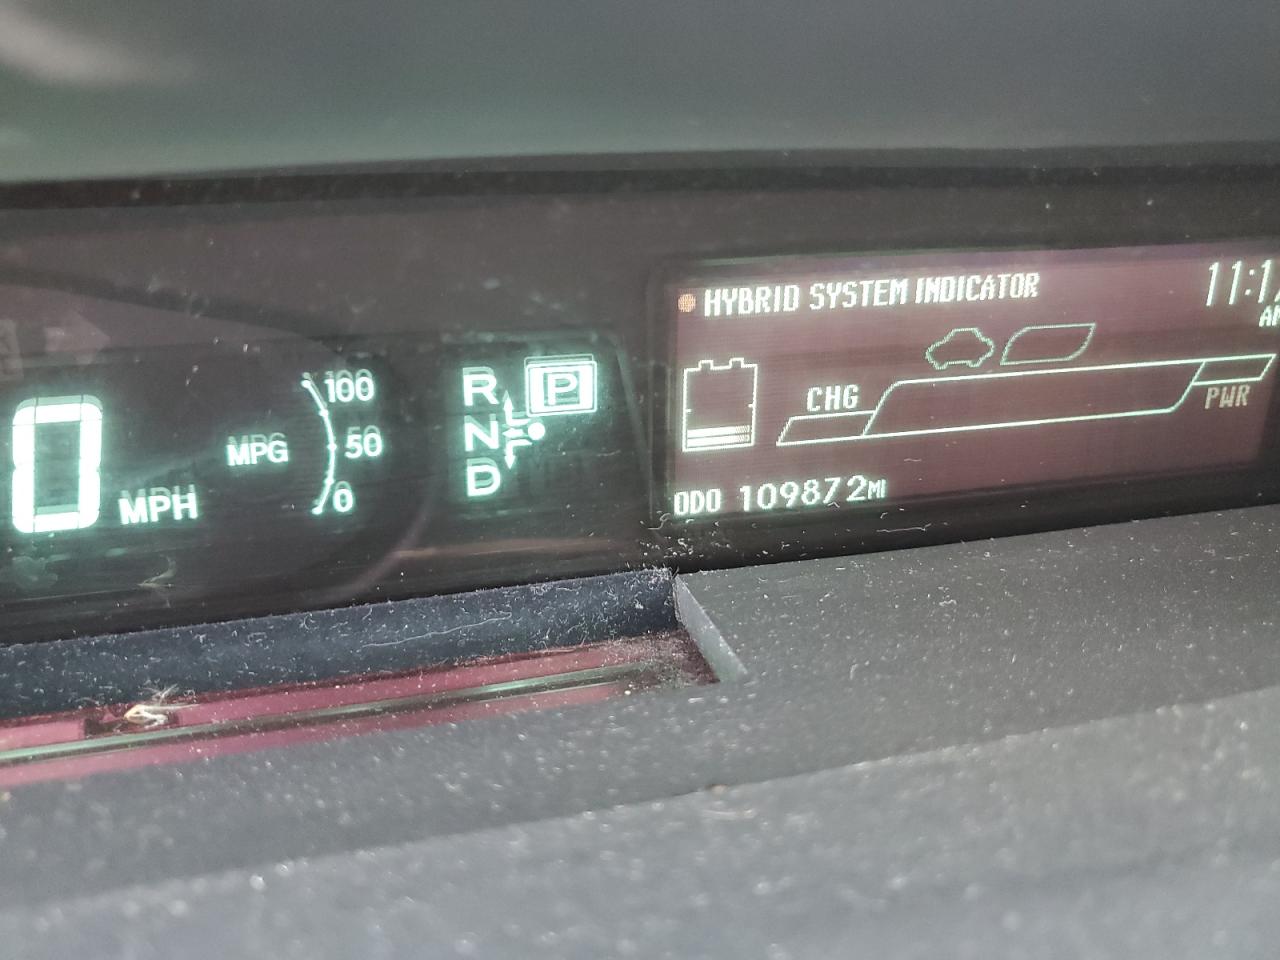 0 MPH
MPG
100
50
0
R
N
D
P
HYBRID SYSTEM INDICATOR
CHG
PWR
ODO 109872MI